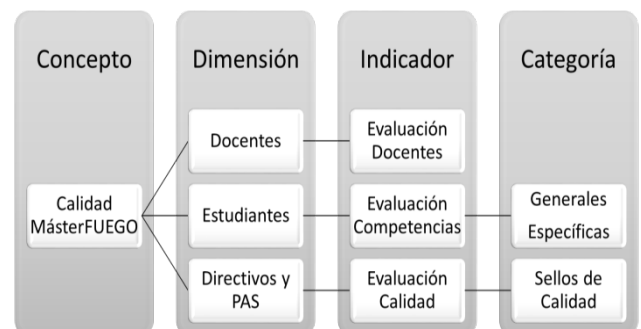 Concepto
Dimensión
Indicador
Categoría
Docentes
Evaluación
Docentes
Calidad
MásterFUEGO
Estudiantes
Evaluación
Competencias
Generales
Específicas
Directivos y
PAS
Evaluación
Calidad
Sellos de
Calidad